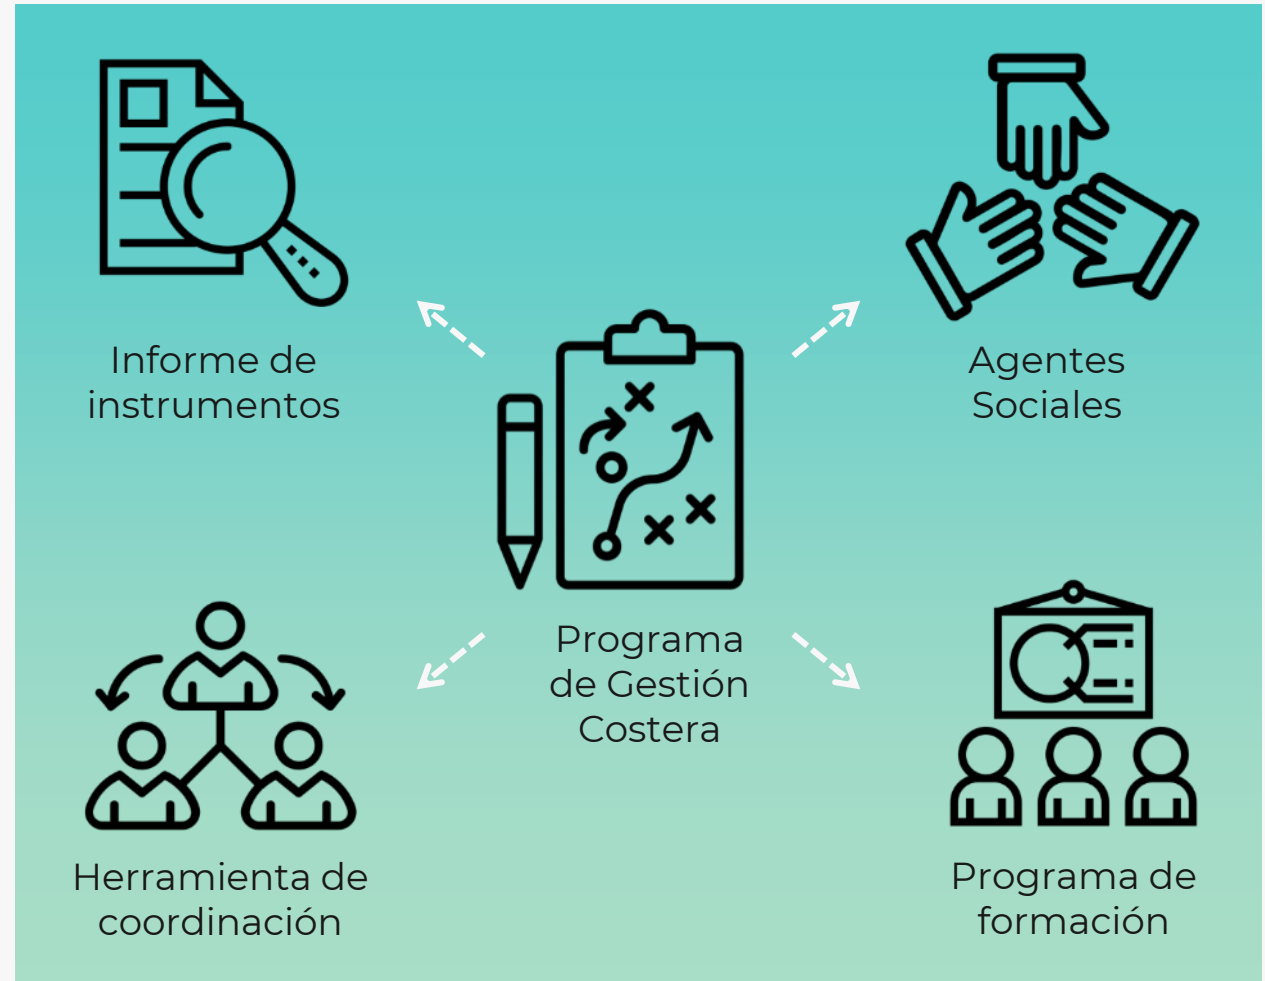 Informe de
instrumentos
Agentes
Sociales
Programa
de Gestión
Costera
Herramienta de
coordinación
Programa de
formación